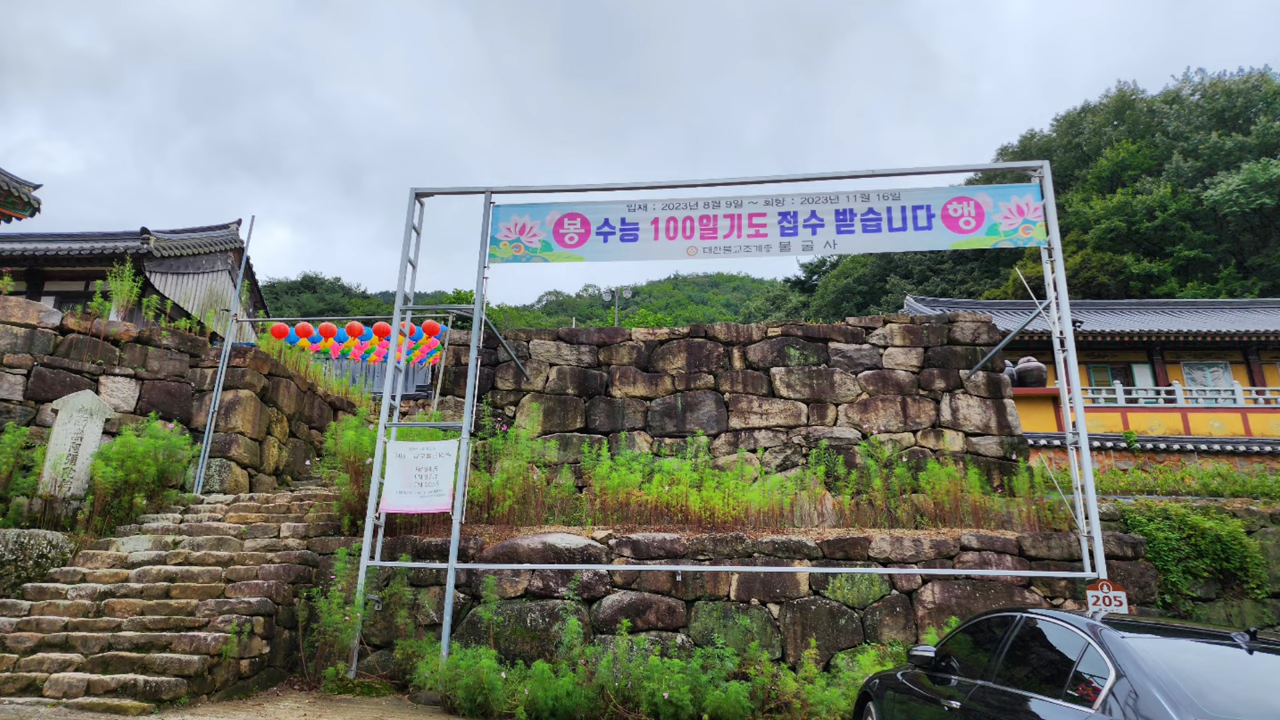 입재 : 2023년 8월 9일 ~ 회향 : 2023년 11월 16일
봉 수능 100일기도 접수 받습니다 행
대한불교조계종 불굴사
205